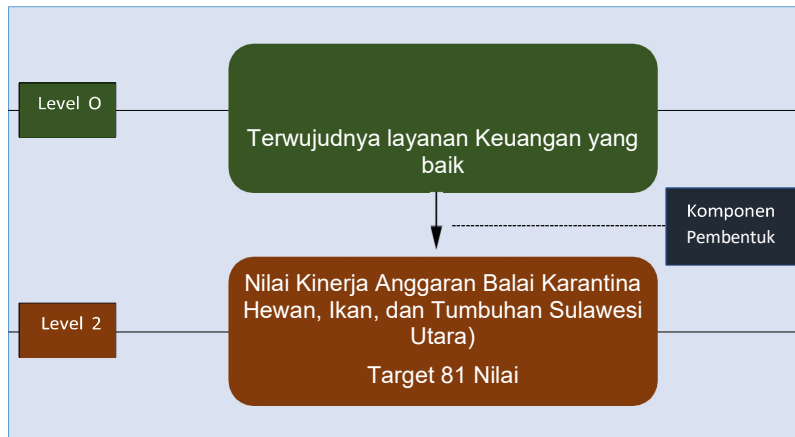 Level O
Terwujudnya layanan Keuangan yang
baik
Komponen
Pembentuk
Level 2
Nilai Kinerja Anggaran Balai Karantina
Hewan, Ikan, dan Tumbuhan Sulawesi
Utara)
Target 81 Nilai